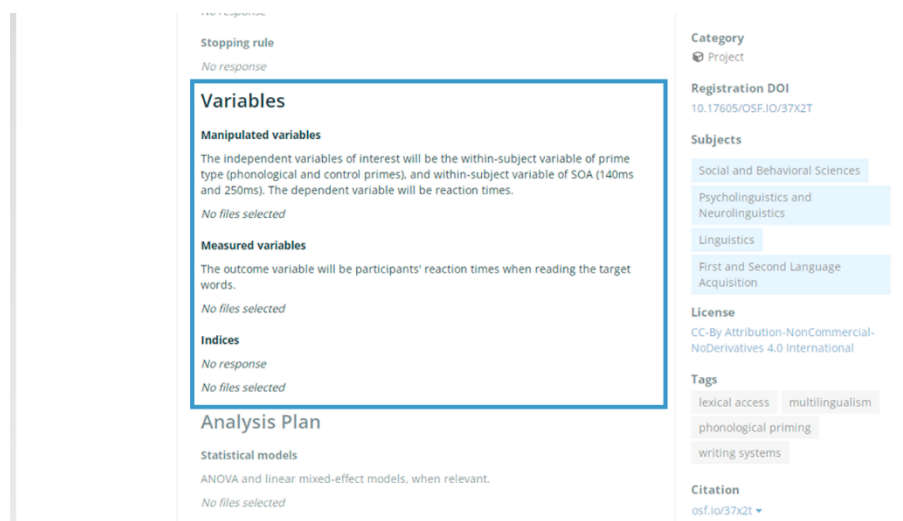 Stopping rule
No response
Variables
Manipulated variables
The independent variables of interest will be the within-subject variable of prime
type (phonological and control primes), and within-subject variable of SOA (140ms
and 250ms). The dependent variable will be reaction times.
No files selected
Measured variables
The outcome variable will be participants' reaction times when reading the target
words.
No files selected
Indices
No response
No files selected
Analysis Plan
Statistical models
ANOVA and linear mixed-effect models, when relevant.
No files selected
Category
Project
Registration DOI
10.17605/OSF.IO/37X2T
Subjects
Social and Behavioral Sciences
Psycholinguistics and
Neurolinguistics
Linguistics
First and Second Language
Acquisition
License
CC-By Attribution-NonCommercial-
NoDerivatives 4.0 International
Tags
lexical access multilingualism
phonological priming
writing systems
Citation
osf.io/37x2t